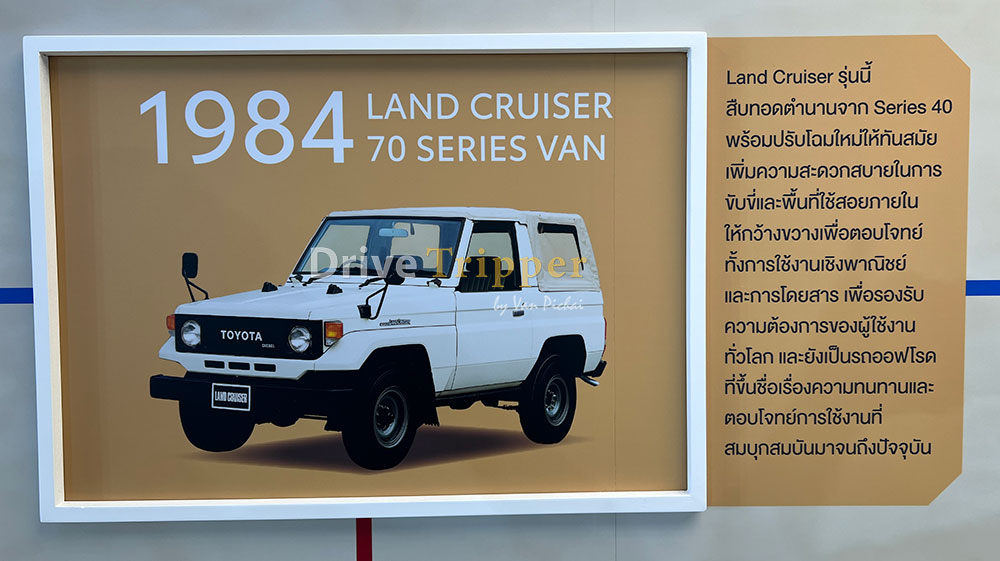 1984
LAND CRUISER
70 SERIES VAN
Drive Tripper
by Yan Pichai
TOYOTA
DIESEL
LAND CRUISER
Land Cruiser รุ่นนี้
สืบทอดตำนานจาก Series 40
พร้อมปรับโฉมใหม่ให้ทันสมัย
เพิ่มความสะดวกสบายในการ
ขับขี่และพื้นที่ใช้สอยภายใน
ให้กว้างขวางเพื่อตอบโจทย์
ทั้งการใช้งานเชิงพาณิชย์
และการโดยสาร เพื่อรองรับ
ความต้องการของผู้ใช้งาน
ทั่วโลก และยังเป็นรถออฟโรด
ที่ขึ้นชื่อเรื่องความทนทานและ
ตอบโจทย์การใช้งานที่
สมบุกสมบันมาจนถึงปัจจุบัน